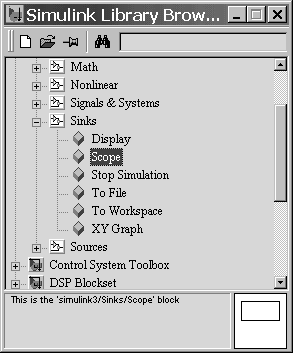 Simulink Library Brow...
Math
Nonlinear
Signals & Systems
Sinks
Display
Scope
Stop Simulation
To File
To Workspace
XY Graph
Sources
Control System Toolbox
DSP Blockset
This is the 'simulink3/Sinks/Scope' block